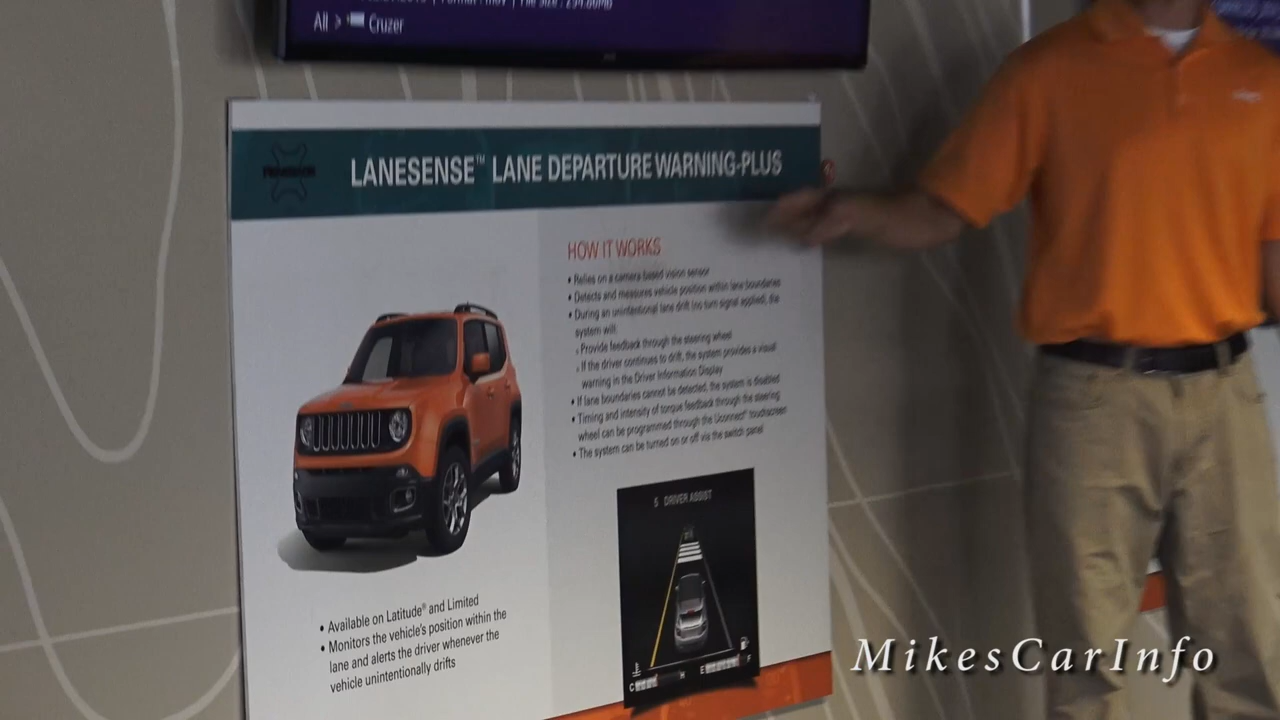 All > Cruzer
LANESENSE™ LANE DEPARTURE WARNING-PLUS
HOW IT WORKS
• Relies on a camera based vision sensor
• Detects and measures vehicle position within lane boundaries
• During an unintentional lane drift (no turn signal applied), the
system will:
Provide feedback through the steering wheel
If the driver continues to drift, the system provides a visual
warning in the Driver Information Display
• If lane boundaries cannot be detected, the system is disabled
• Timing and intensity of torque feedback through the steering
wheel can be programmed through the Uconnect® touchscreen
• The system can be turned on or off via the switch panel
5 DRIVER ASSIST
C H E F
• Available on Latitude® and Limited
• Monitors the vehicle's position within the
lane and alerts the driver whenever the
vehicle unintentionally drifts
MikesCarInfo